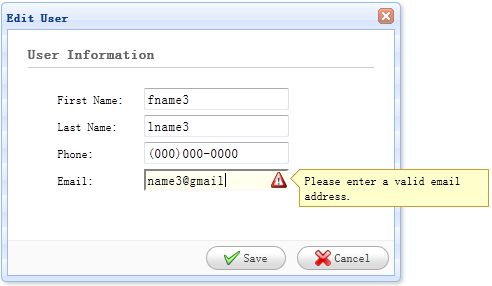 Edit User
User Information
First Name: fname3
Last Name: lname3
Phone: (000)000-0000
Email: name3@gmail
Please enter a valid email
address.
Save Cancel